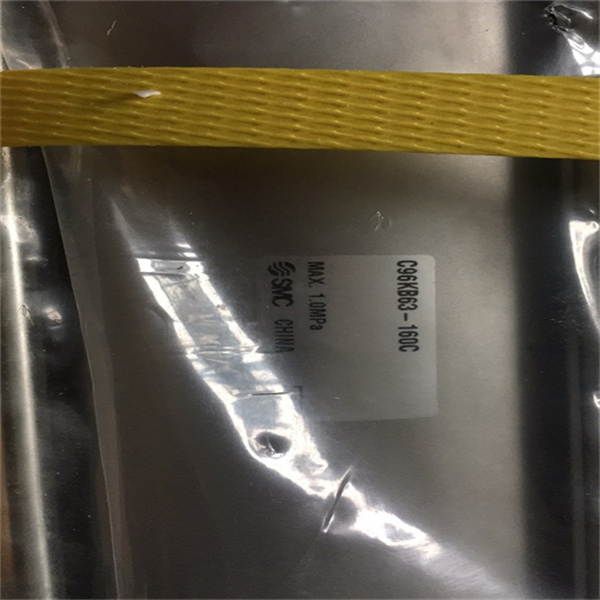 C96KB63-160C
MAX. 1.0MPa
SMC CHINA